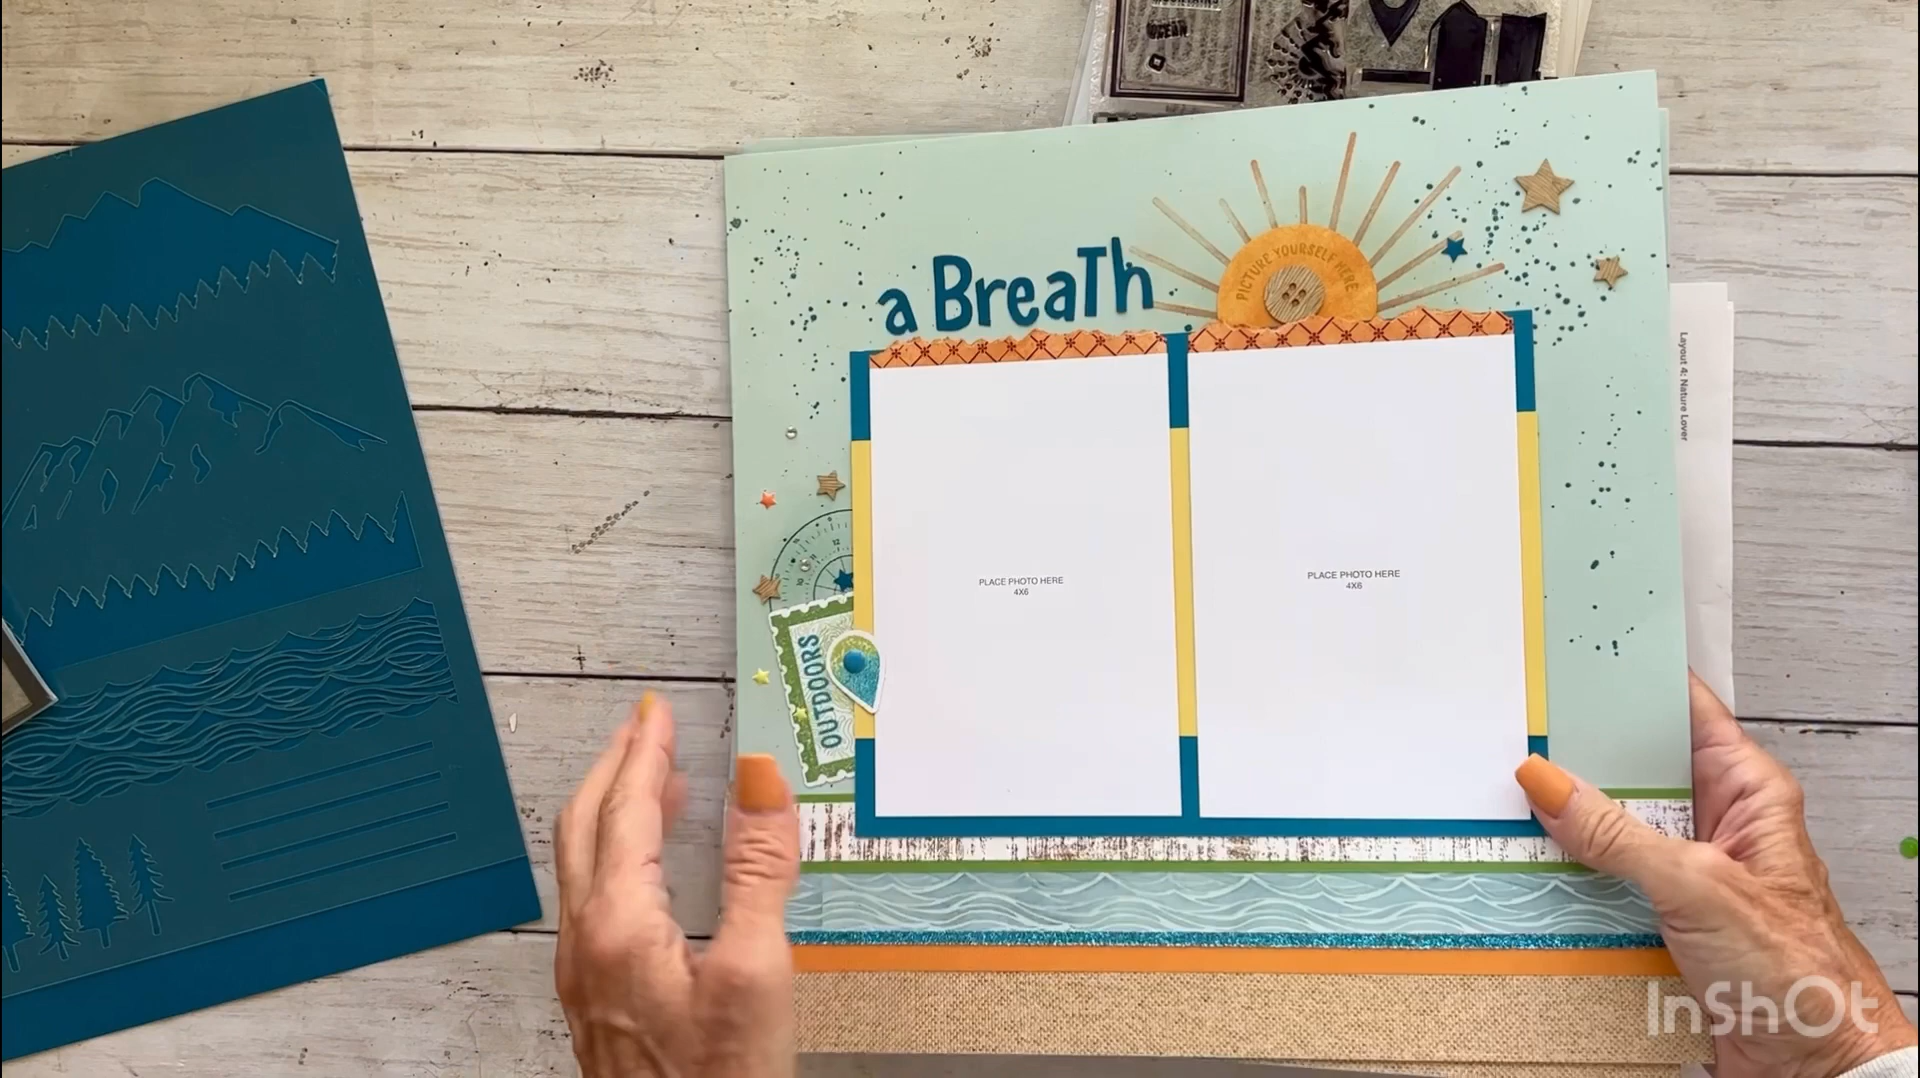 OCEAN
a BreaTh
PICTURE YOURSELF HERE
Layout 4: Nature Lover
PLACE PHOTO HERE
4X6
PLACE PHOTO HERE
4X6
OUTDOORS
InShOt